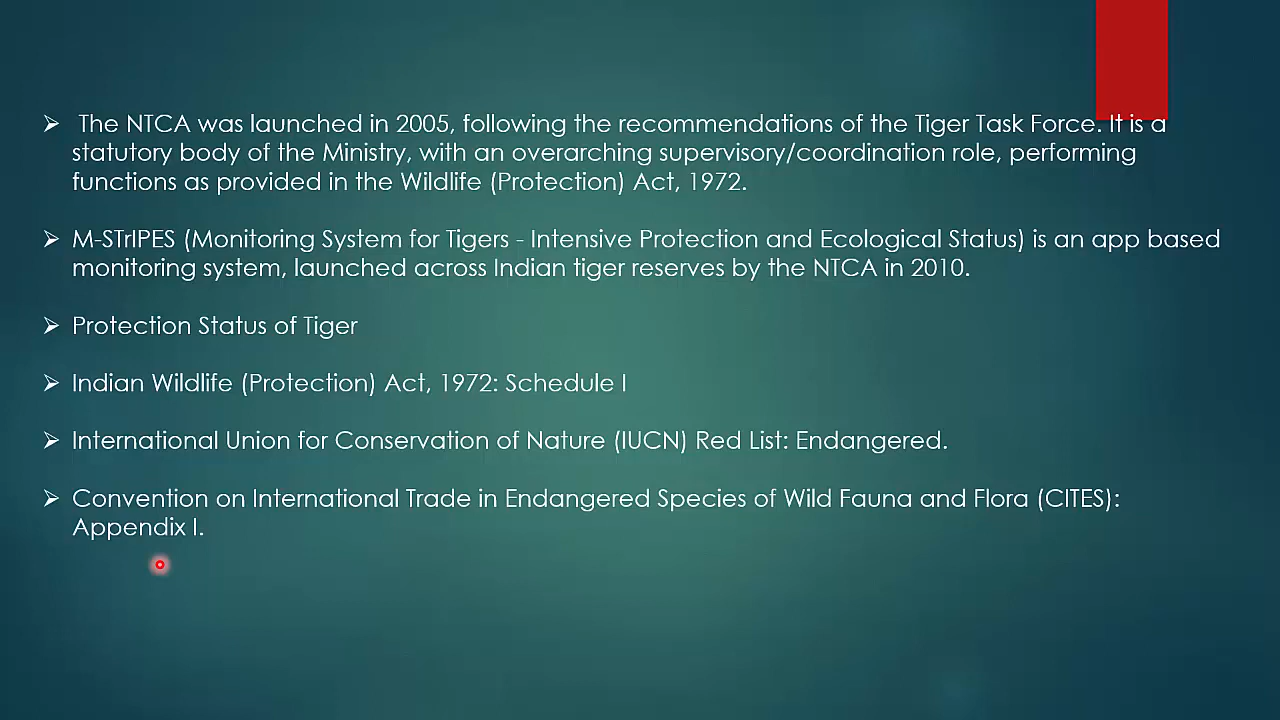 ➢ The NTCA was launched in 2005, following the recommendations of the Tiger Task Force. It is a
statutory body of the Ministry, with an overarching supervisory/coordination role, performing
functions as provided in the Wildlife (Protection) Act, 1972.
➢ M-STrIPES (Monitoring System for Tigers - Intensive Protection and Ecological Status) is an app based
monitoring system, launched across Indian tiger reserves by the NTCA in 2010.
➢ Protection Status of Tiger
➢ Indian Wildlife (Protection) Act, 1972: Schedule I
➢ International Union for Conservation of Nature (IUCN) Red List: Endangered.
➢ Convention on International Trade in Endangered Species of Wild Fauna and Flora (CITES):
Appendix I.